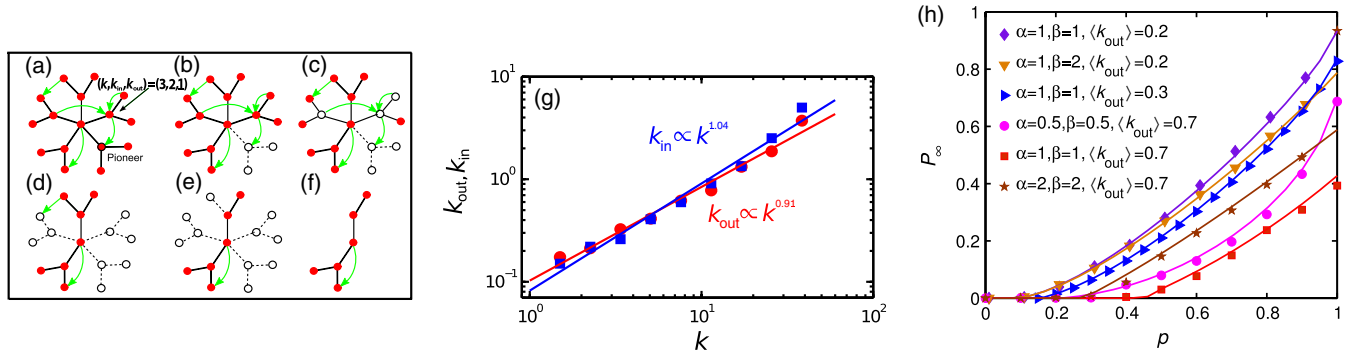 (a)
(k,k_in,k_out)=(3,2,1)
(b)
(c)
Pioneer
(d)
(e)
(f)
(g)
k_out,k_in
10^1
10^0
10^-1
k_in∝k^1.04
k_out∝k^0.91
10^0
10^1
10^2
k
(h)
P_∞
1
0.8
0.6
0.4
0.2
0
α=1,β=1,⟨k_out⟩=0.2
α=1,β=2,⟨k_out⟩=0.2
α=1,β=1,⟨k_out⟩=0.3
α=0.5,β=0.5,⟨k_out⟩=0.7
α=1,β=1,⟨k_out⟩=0.7
α=2,β=2,⟨k_out⟩=0.7
0
0.2
0.4
0.6
0.8
1
p